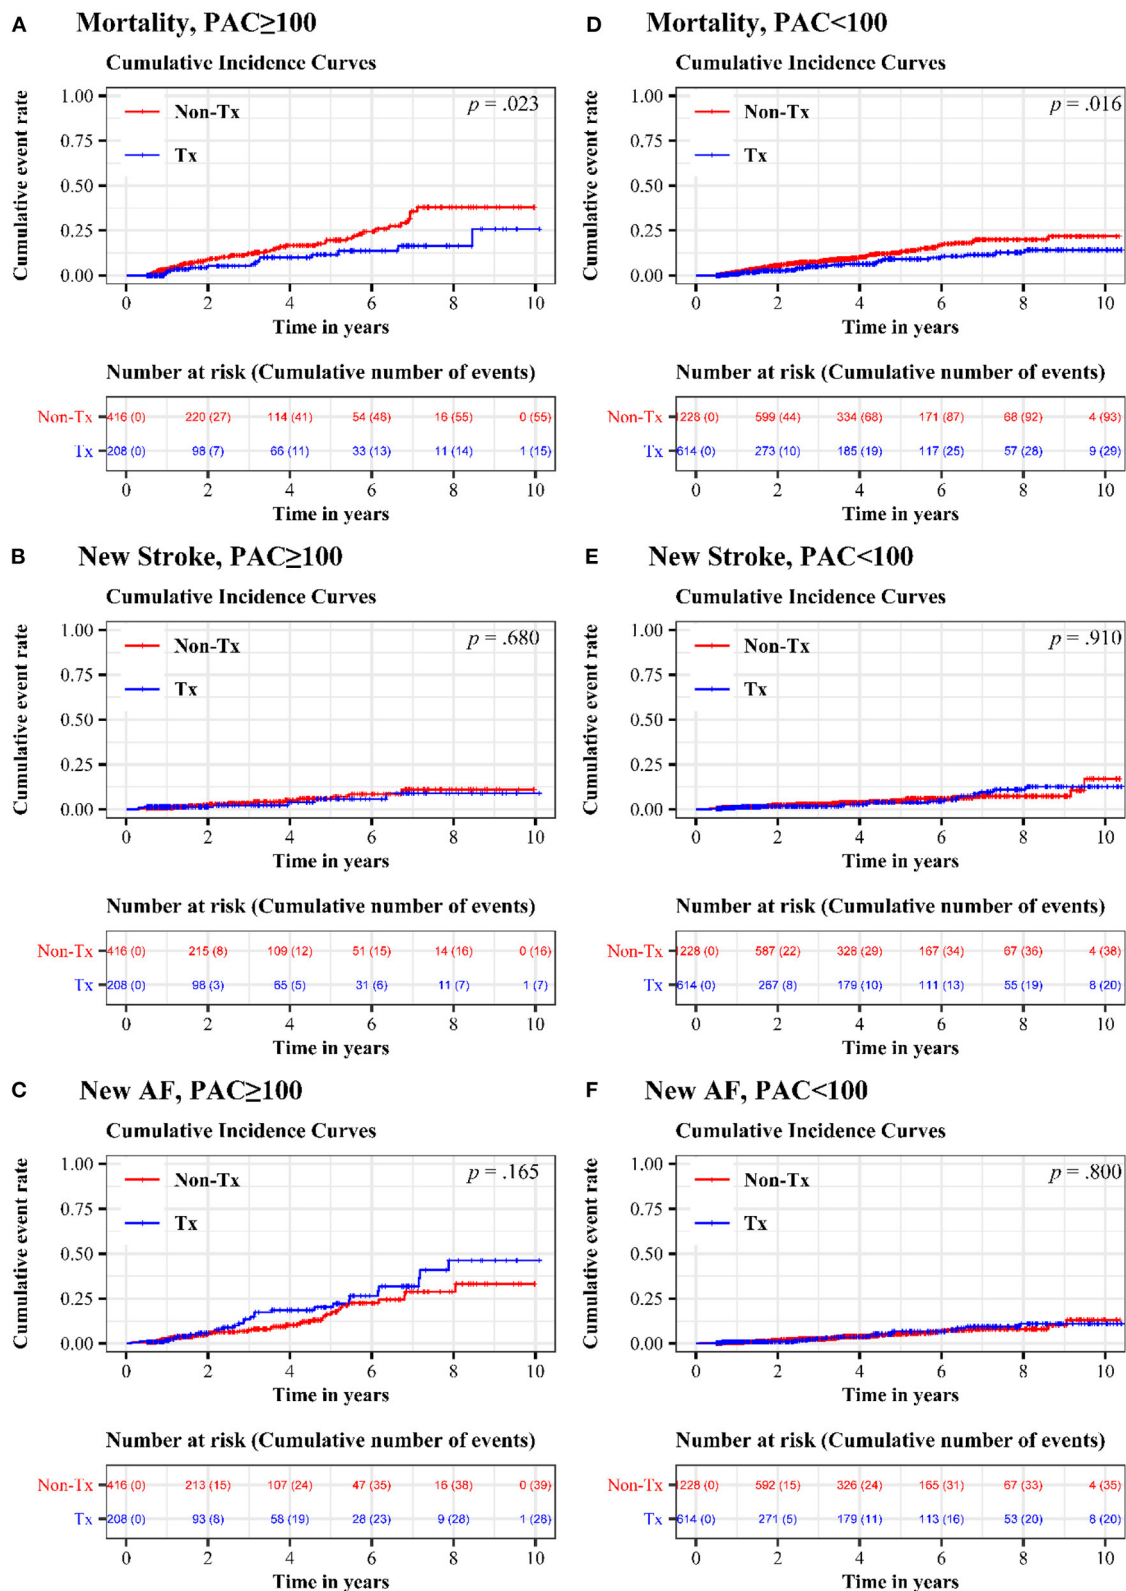 A Mortality, PAC≥100
Cumulative Incidence Curves
Cumulative event rate
1.00
0.75
0.50
0.25
0.00
Non-Tx
Tx
p = .023
0 2 4 6 8 10
Time in years
Number at risk (Cumulative number of events)
Non-Tx 416 (0) 220 (27) 114 (41) 54 (48) 16 (55) 0 (55)
Tx 208 (0) 98 (7) 66 (11) 33 (13) 11 (14) 1 (15)
0 2 4 6 8 10
Time in years
B New Stroke, PAC≥100
Cumulative Incidence Curves
Cumulative event rate
1.00
0.75
0.50
0.25
0.00
Non-Tx
Tx
p = .680
0 2 4 6 8 10
Time in years
Number at risk (Cumulative number of events)
Non-Tx 416 (0) 215 (8) 109 (12) 51 (15) 14 (16) 0 (16)
Tx 208 (0) 98 (3) 65 (5) 31 (6) 11 (7) 1 (7)
0 2 4 6 8 10
Time in years
C New AF, PAC≥100
Cumulative Incidence Curves
Cumulative event rate
1.00
0.75
0.50
0.25
0.00
Non-Tx
Tx
p = .165
0 2 4 6 8 10
Time in years
Number at risk (Cumulative number of events)
Non-Tx 416 (0) 213 (15) 107 (24) 47 (35) 16 (38) 0 (39)
Tx 208 (0) 93 (8) 58 (19) 28 (23) 9 (28) 1 (28)
0 2 4 6 8 10
Time in years
D Mortality, PAC<100
Cumulative Incidence Curves
Cumulative event rate
1.00
0.75
0.50
0.25
0.00
Non-Tx
Tx
p = .016
0 2 4 6 8 10
Time in years
Number at risk (Cumulative number of events)
Non-Tx 228 (0) 599 (44) 334 (68) 171 (87) 68 (92) 4 (93)
Tx 614 (0) 273 (10) 185 (19) 117 (25) 57 (28) 9 (29)
0 2 4 6 8 10
Time in years
E New Stroke, PAC<100
Cumulative Incidence Curves
Cumulative event rate
1.00
0.75
0.50
0.25
0.00
Non-Tx
Tx
p = .910
0 2 4 6 8 10
Time in years
Number at risk (Cumulative number of events)
Non-Tx 228 (0) 587 (22) 328 (29) 167 (34) 67 (36) 4 (38)
Tx 614 (0) 267 (8) 179 (10) 111 (13) 55 (19) 8 (20)
0 2 4 6 8 10
Time in years
F New AF, PAC<100
Cumulative Incidence Curves
Cumulative event rate
1.00
0.75
0.50
0.25
0.00
Non-Tx
Tx
p = .800
0 2 4 6 8 10
Time in years
Number at risk (Cumulative number of events)
Non-Tx 228 (0) 592 (15) 326 (24) 165 (31) 67 (33) 4 (35)
Tx 614 (0) 271 (5) 179 (11) 113 (16) 53 (20) 8 (20)
0 2 4 6 8 10
Time in years